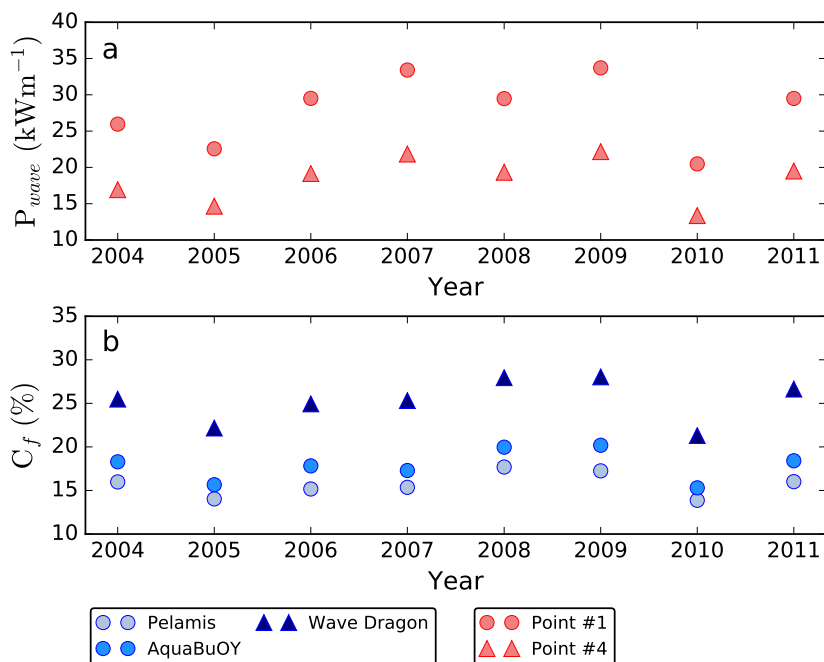 a
P_wave (kWm^−1)
40
35
30
25
20
15
10
2004 2005 2006 2007 2008 2009 2010 2011
Year
b
C_f (%)
35
30
25
20
15
10
2004 2005 2006 2007 2008 2009 2010 2011
Year
Pelamis Wave Dragon
AquaBuOY
Point #1
Point #4